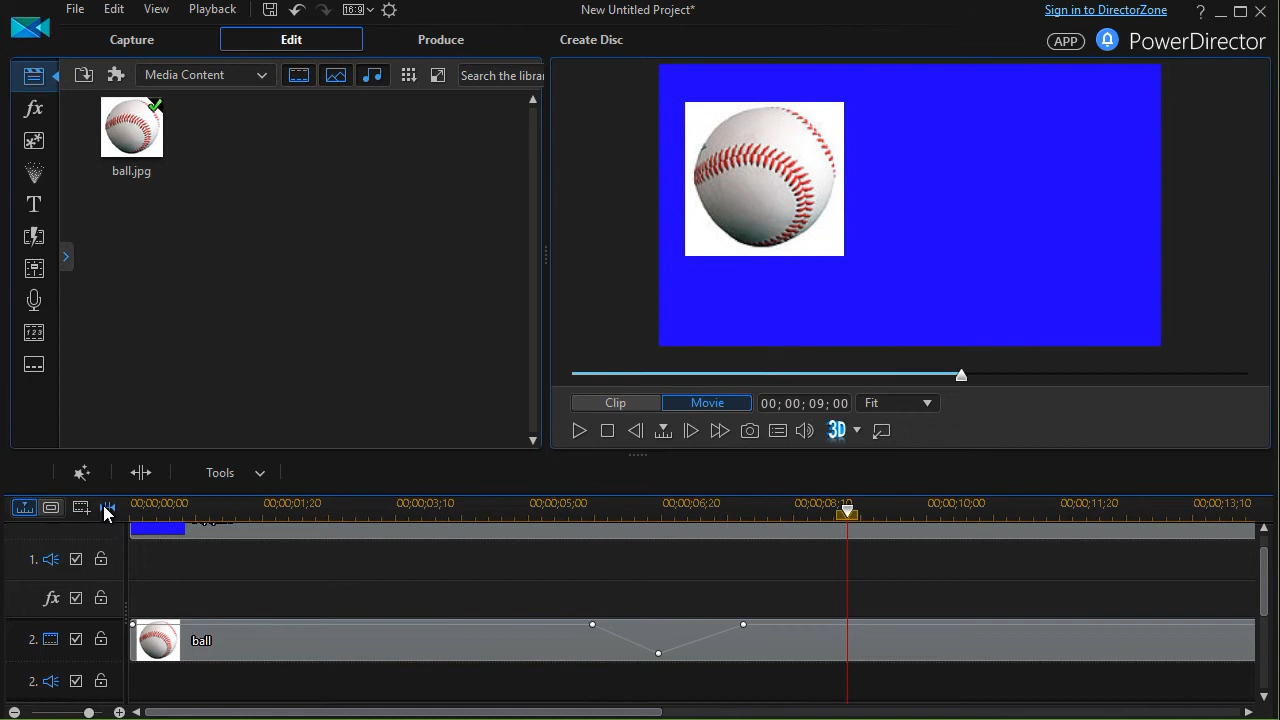 File Edit View Playback 16:9 New Untitled Project* Sign in to DirectorZone ?
Capture Edit Produce Create Disc APP PowerDirector
Media Content Search the libra
fx
ball.jpg
T
123
Clip Movie 00; 00; 09; 00 Fit
3D
Tools
00;00;00;00 00;00;01;20 00;00;03;10 00;00;05;00 00;00;06;20 00;00;08;10 00;00;10;00 00;00;11;20 00;00;13;10
1.
fx
2. ball
2.